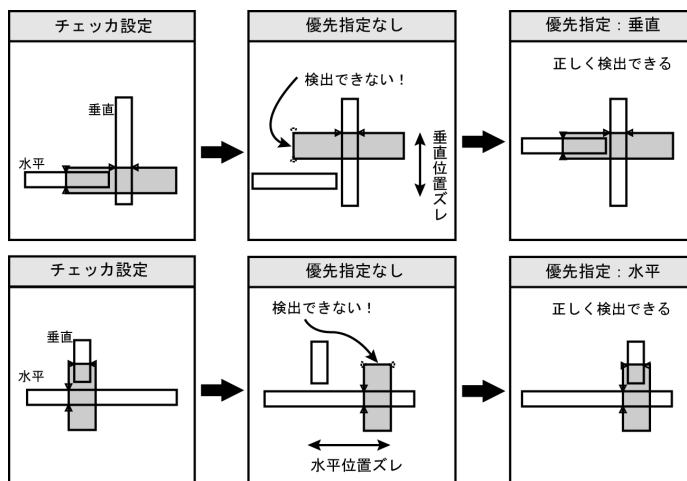 チェッカ設定
優先指定なし
優先指定：垂直
垂直
水平
検出できない！
垂直位置ズレ
正しく検出できる
チェッカ設定
優先指定なし
優先指定：水平
垂直
水平
検出できない！
水平位置ズレ
正しく検出できる